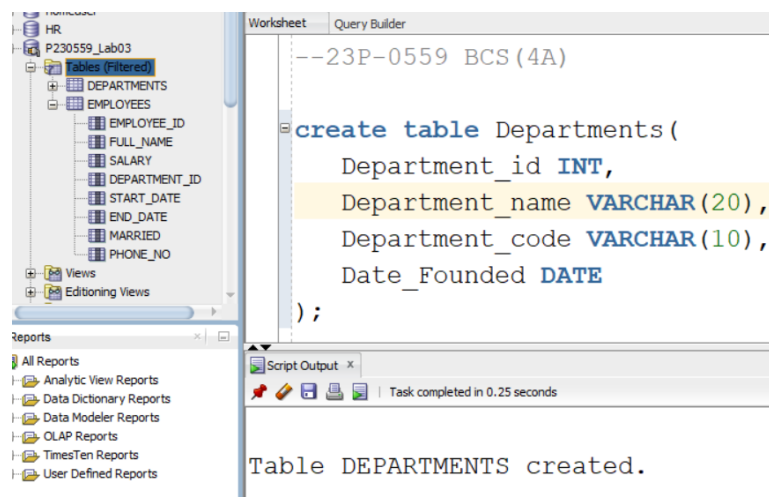 HR
P230559_Lab03
Tables (Filtered)
DEPARTMENTS
EMPLOYEES
EMPLOYEE_ID
FULL_NAME
SALARY
DEPARTMENT_ID
START_DATE
END_DATE
MARRIED
PHONE_NO
Views
Editioning Views
Reports
All Reports
Analytic View Reports
Data Dictionary Reports
Data Modeler Reports
OLAP Reports
TimesTen Reports
User Defined Reports
Worksheet Query Builder
--23P-0559 BCS(4A)
create table Departments(
Department_id INT,
Department_name VARCHAR(20),
Department_code VARCHAR(10),
Date_Founded DATE
);
Script Output
Task completed in 0.25 seconds
Table DEPARTMENTS created.